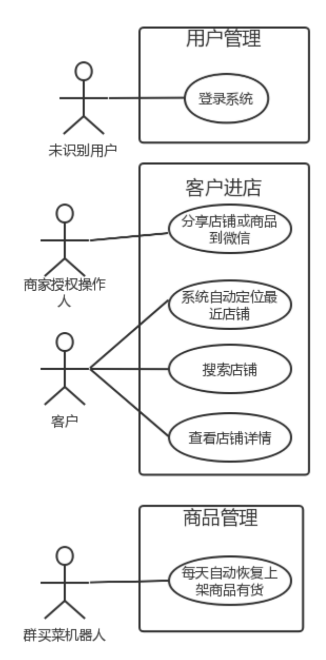 用户管理
登录系统
未识别用户
客户进店
分享店铺或商品
到微信
商家授权操作
人
系统自动定位最
近店铺
搜索店铺
客户
查看店铺详情
商品管理
每天自动恢复上
架商品有货
群买菜机器人